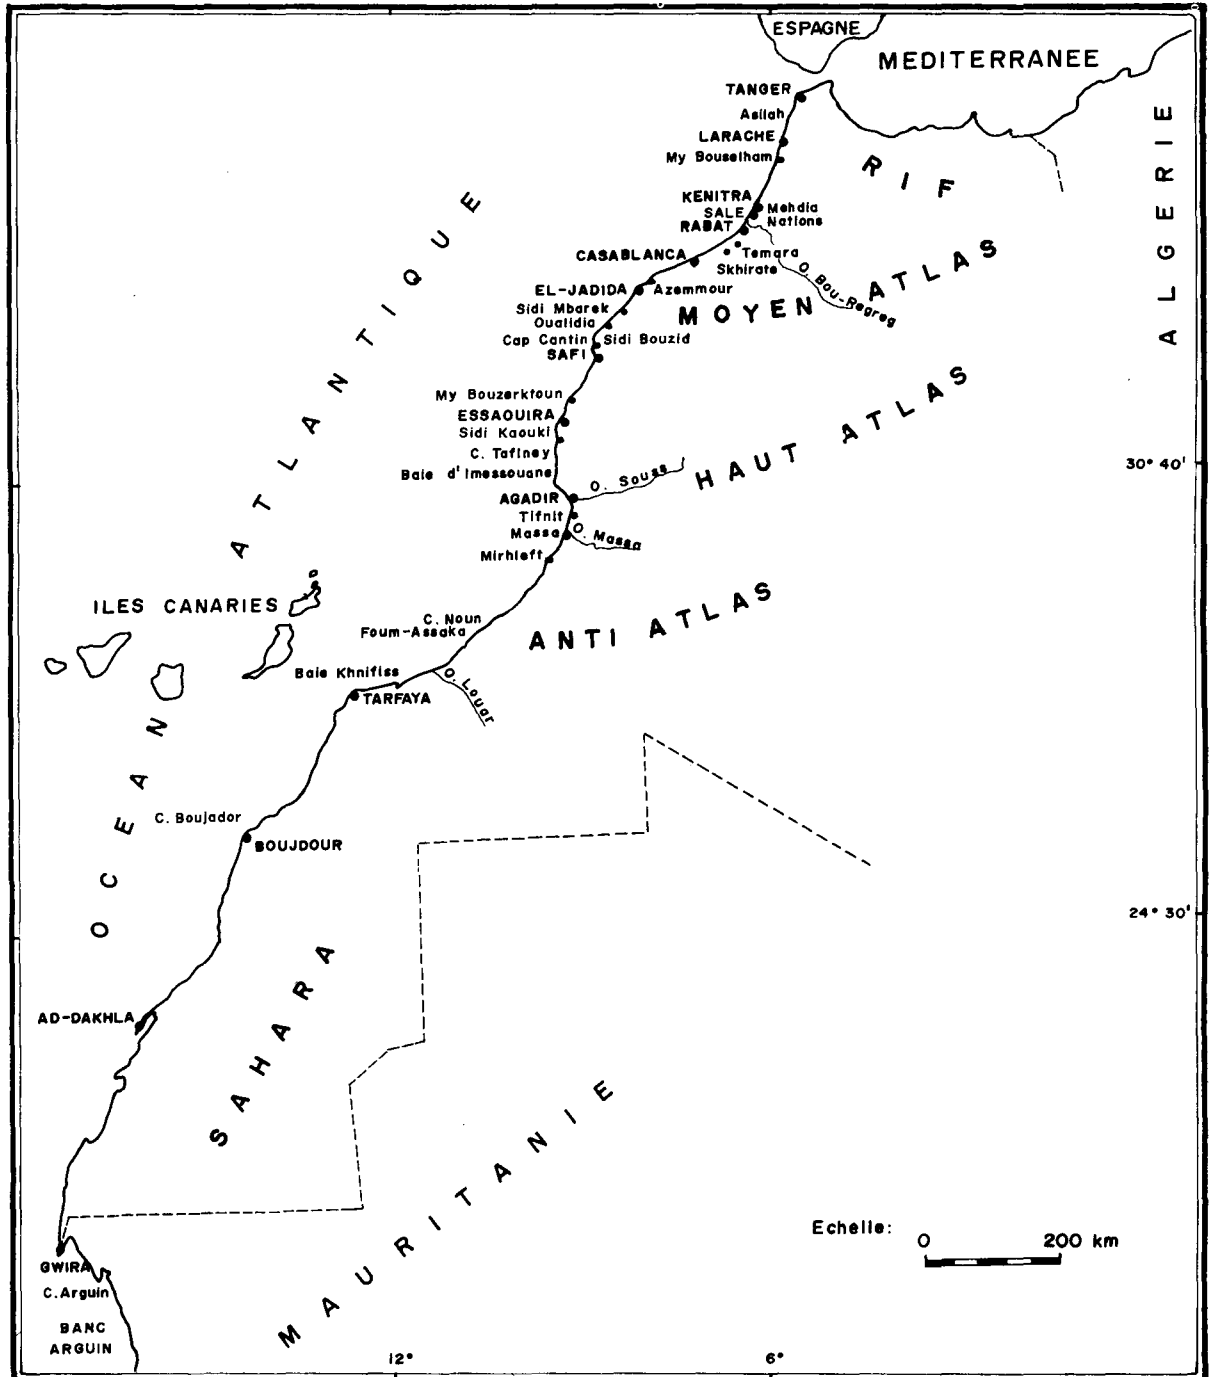 ESPAGNE
MEDITERRANEE
TANGER
Asilah
LARACHE
My Bouselham
RIF
ALGERIE
KENITRA
Mehdia
SALE
Nations
RABAT
Temara
CASABLANCA
Skhirate
O. Bou-Regreg
EL-JADIDA
Azemmour
MOYEN ATLAS
Sidi Mbarek
Oualidia
Cap Cantin
Sidi Bouzid
SAFI
My Bouzerktoun
ESSAOUIRA
Sidi Kaouki
C. Tafiney
Baie d'Imessouane
HAUT ATLAS
30° 40'
O. Souss
AGADIR
Tifnit
Massa
O. Massa
Mirhleft
OCEAN ATLANTIQUE
ILES CANARIES
ANTI ATLAS
C. Noun
Foum-Assaka
Baie Khnifiss
O. Louar
TARFAYA
C. Boujador
BOUJDOUR
24° 30'
AD-DAKHLA
SAHARA
MAURITANIE
Echelle:
0 200 km
GWIRA
C. Arguin
BANC
ARGUIN
12°
6°